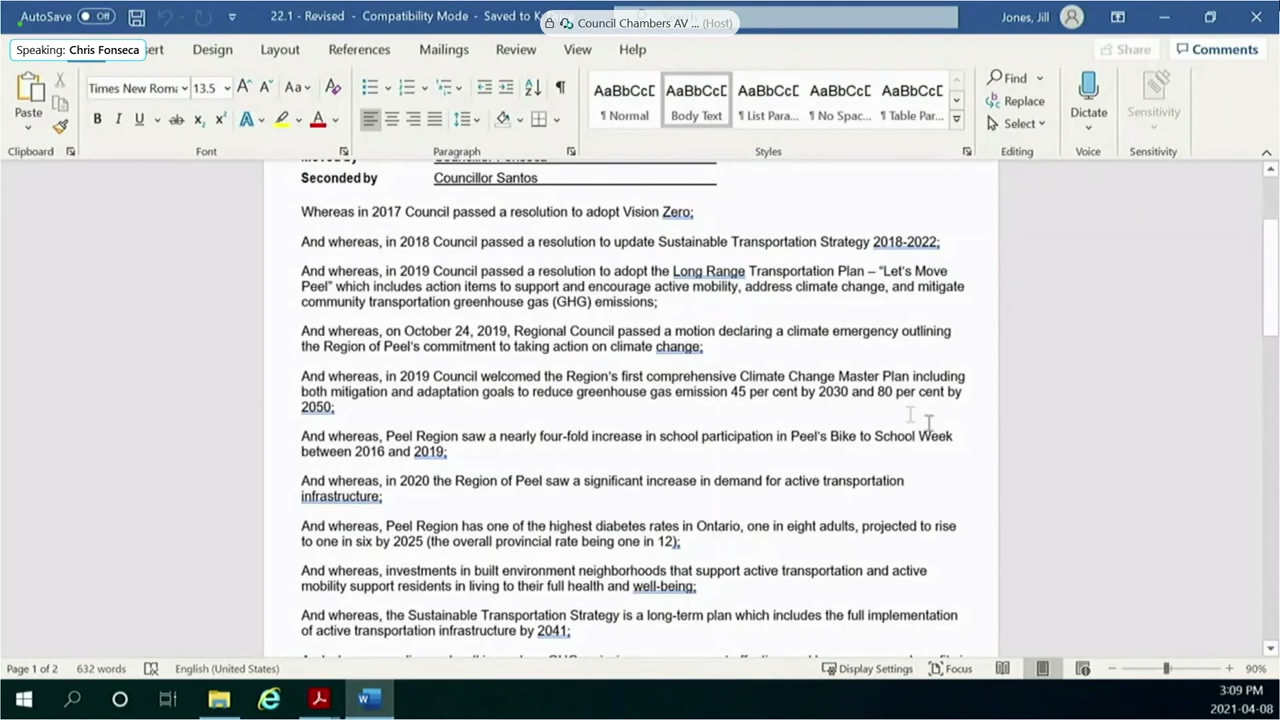 AutoSave Off 22.1 - Revised - Compatibility Mode - Saved to K Council Chambers AV ... (Host) Jones, Jill
Speaking: Chris Fonseca
ert Design Layout References Mailings Review View Help Share Comments
Paste
Times New Roma 13.5 Aa
B I U ab x₂ x² A A
AaBbCcD AaBbCcD AaBbCcD AaBbCcD AaBbCcD
¶ Normal Body Text ¶ List Para... ¶ No Spac... ¶ Table Par...
Find
Replace
Select
Dictate
Sensitivity
Clipboard Font Paragraph Styles Editing Voice Sensitivity
Seconded by Councillor Santos
Whereas in 2017 Council passed a resolution to adopt Vision Zero;
And whereas, in 2018 Council passed a resolution to update Sustainable Transportation Strategy 2018-2022;
And whereas, in 2019 Council passed a resolution to adopt the Long Range Transportation Plan – “Let’s Move
Peel” which includes action items to support and encourage active mobility, address climate change, and mitigate
community transportation greenhouse gas (GHG) emissions;
And whereas, on October 24, 2019, Regional Council passed a motion declaring a climate emergency outlining
the Region of Peel’s commitment to taking action on climate change;
And whereas, in 2019 Council welcomed the Region’s first comprehensive Climate Change Master Plan including
both mitigation and adaptation goals to reduce greenhouse gas emission 45 per cent by 2030 and 80 per cent by
2050;
And whereas, Peel Region saw a nearly four-fold increase in school participation in Peel’s Bike to School Week
between 2016 and 2019;
And whereas, in 2020 the Region of Peel saw a significant increase in demand for active transportation
infrastructure;
And whereas, Peel Region has one of the highest diabetes rates in Ontario, one in eight adults, projected to rise
to one in six by 2025 (the overall provincial rate being one in 12);
And whereas, investments in built environment neighborhoods that support active transportation and active
mobility support residents in living to their full health and well-being;
And whereas, the Sustainable Transportation Strategy is a long-term plan which includes the full implementation
of active transportation infrastructure by 2041;
Page 1 of 2 632 words English (United States) Display Settings Focus 90%
3:09 PM
2021-04-08